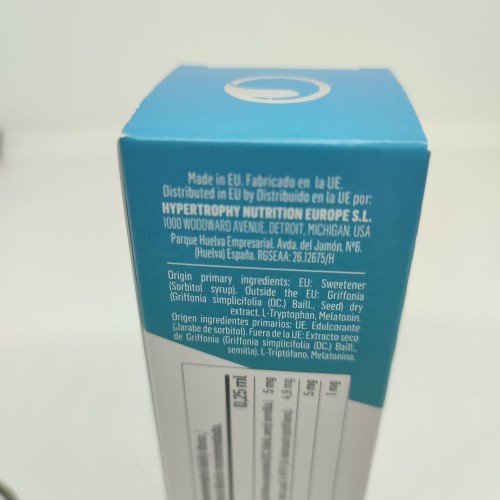 Made in EU. Fabricado en la UE.
Distributed in EU by Distribuido en la UE por:
HYPERTROPHY NUTRITION EUROPE S.L.
1000 WOODWARD AVENUE, DETROIT, MICHIGAN. USA
Parque Huelva Empresarial. Avda. del Jamón, Nº6.
(Huelva) España. RGSEAA: 26.12675/H
Origin primary ingredients: EU: Sweetener
(Sorbitol syrup). Outside the EU: Griffonia
(Griffonia simplicifolia (DC.) Baill., Seed) dry
extract, L-Tryptophan, Melatonin.
Origen ingredientes primarios: UE: Edulcorante
(Jarabe de sorbitol). Fuera de la UE: Extracto seco
de Griffonia (Griffonia simplicifolia (DC.) Baill.,
semilla), L-Triptófano, Melatonina.
0,25 ml
5 mg
4,9 mg
5 mg
1 mg